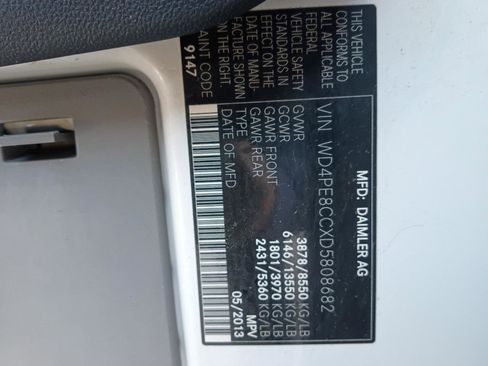 MFD. BY: DAIMLER AG
VIN WD4PE8CCXD5808682
GVWR 3878/8550 KG/LB
GCWR 6146/13550 KG/LB
GAWR FRONT 1801/3970 KG/LB
GAWR REAR 2431/5360 KG/LB
TYPE MPV
DATE OF MFD 05/2013
THIS VEHICLE
CONFORMS TO
ALL APPLICABLE
FEDERAL
VEHICLE SAFETY
STANDARDS IN
EFFECT ON THE
DATE OF MANU-
FACTURE SHOWN
ON THE RIGHT.
PAINT CODE
9147